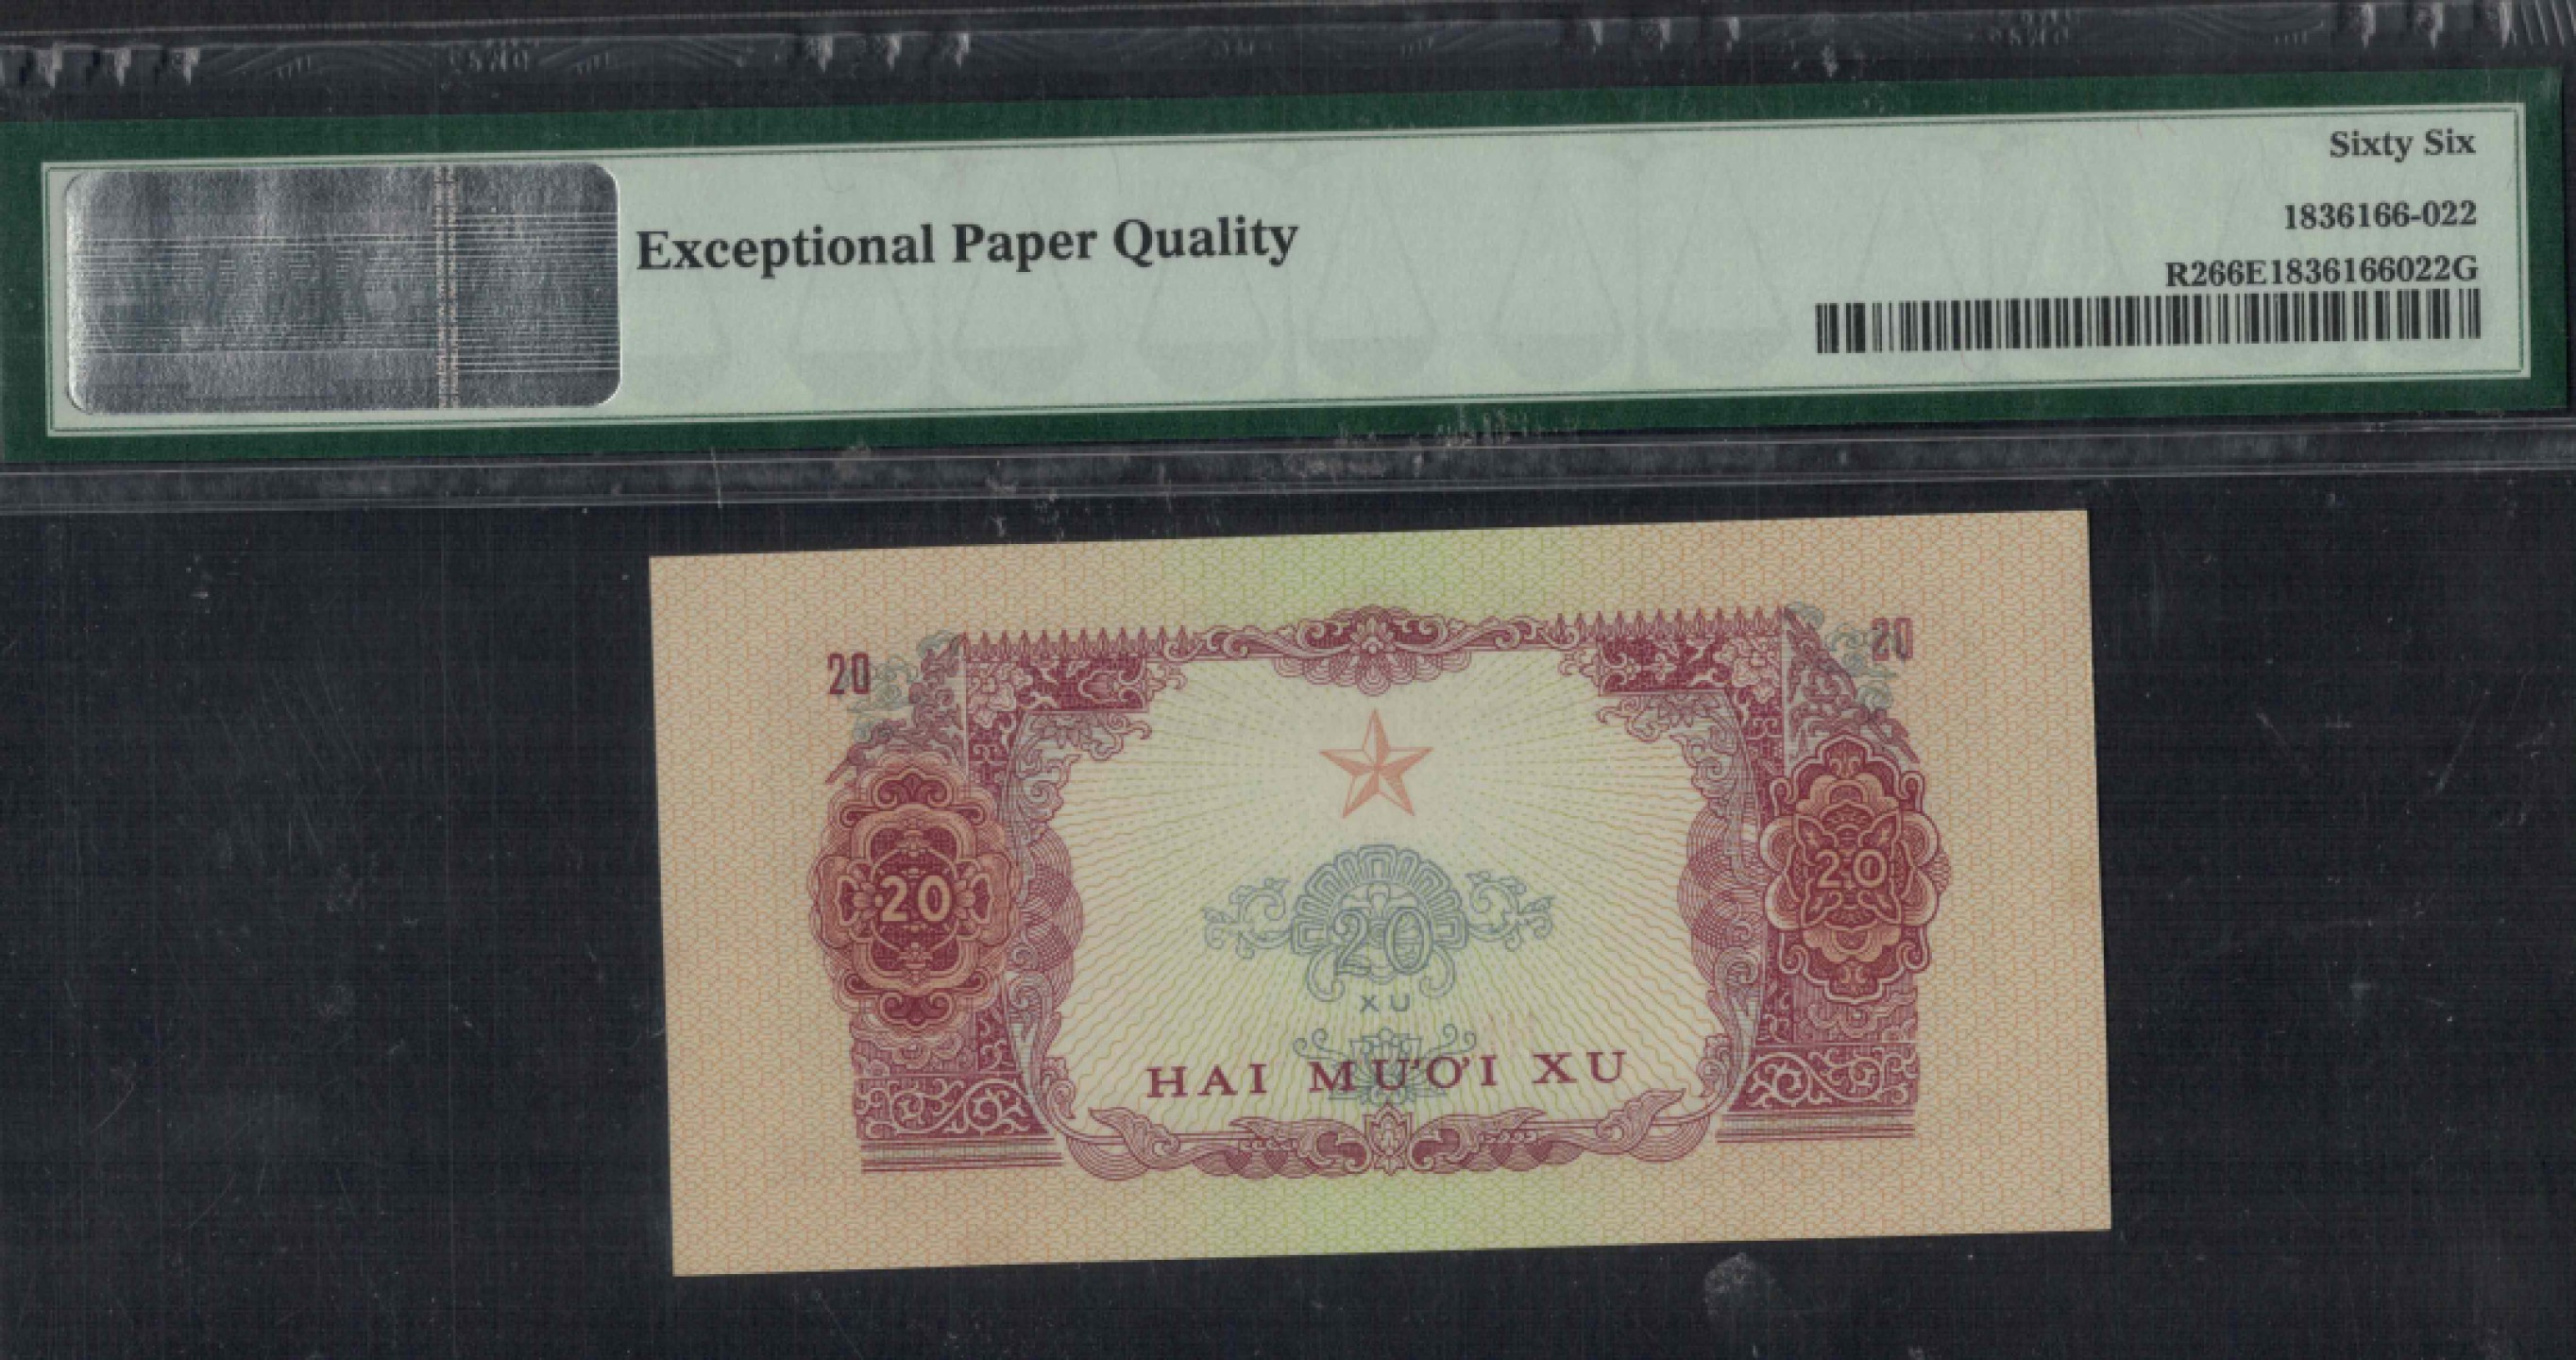 Sixty Six
1836166-022
Exceptional Paper Quality
R266E1836166022G
20
20
20
20
20
XU
HAI MƯƠI XU